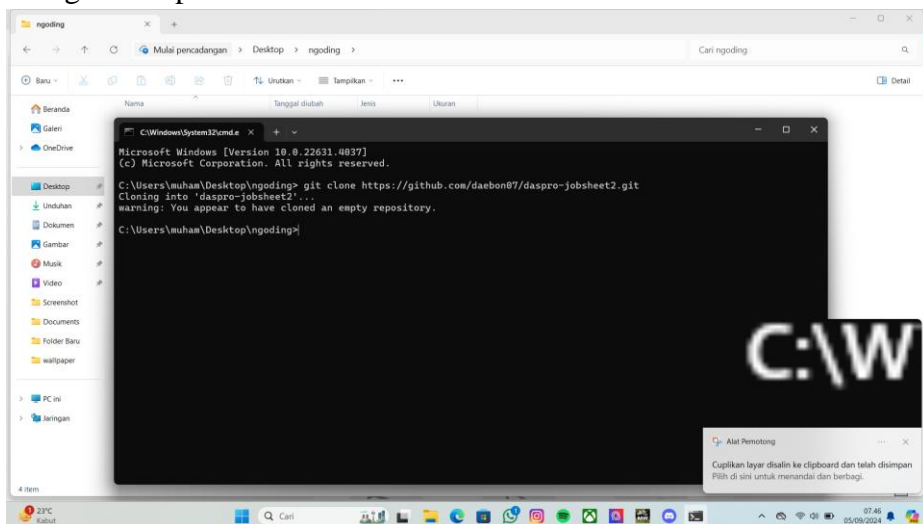 ngoding
Mulai pencadangan > Desktop > ngoding >
Cari ngoding
Baru
Urutkan
Tampilkan
Detail
Nama
Tanggal diubah
Jenis
Ukuran
Beranda
Galeri
OneDrive
Desktop
Unduhan
Dokumen
Gambar
Musik
Video
Screenshot
Documents
Folder Baru
wallpaper
PC ini
Jaringan
4 item
C:\Windows\System32\cmd.e
Microsoft Windows [Version 10.0.22631.4037]
(c) Microsoft Corporation. All rights reserved.
C:\Users\muham\Desktop\ngoding> git clone https://github.com/daebon07/daspro-jobsheet2.git
Cloning into 'daspro-jobsheet2'...
warning: You appear to have cloned an empty repository.
C:\Users\muham\Desktop\ngoding>
C:\W
Alat Pemotong
Cuplikan layar disalin ke clipboard dan telah disimpan
Pilih di sini untuk menandai dan berbagi.
23°C
Kabut
Cari
07.46
05/09/2024